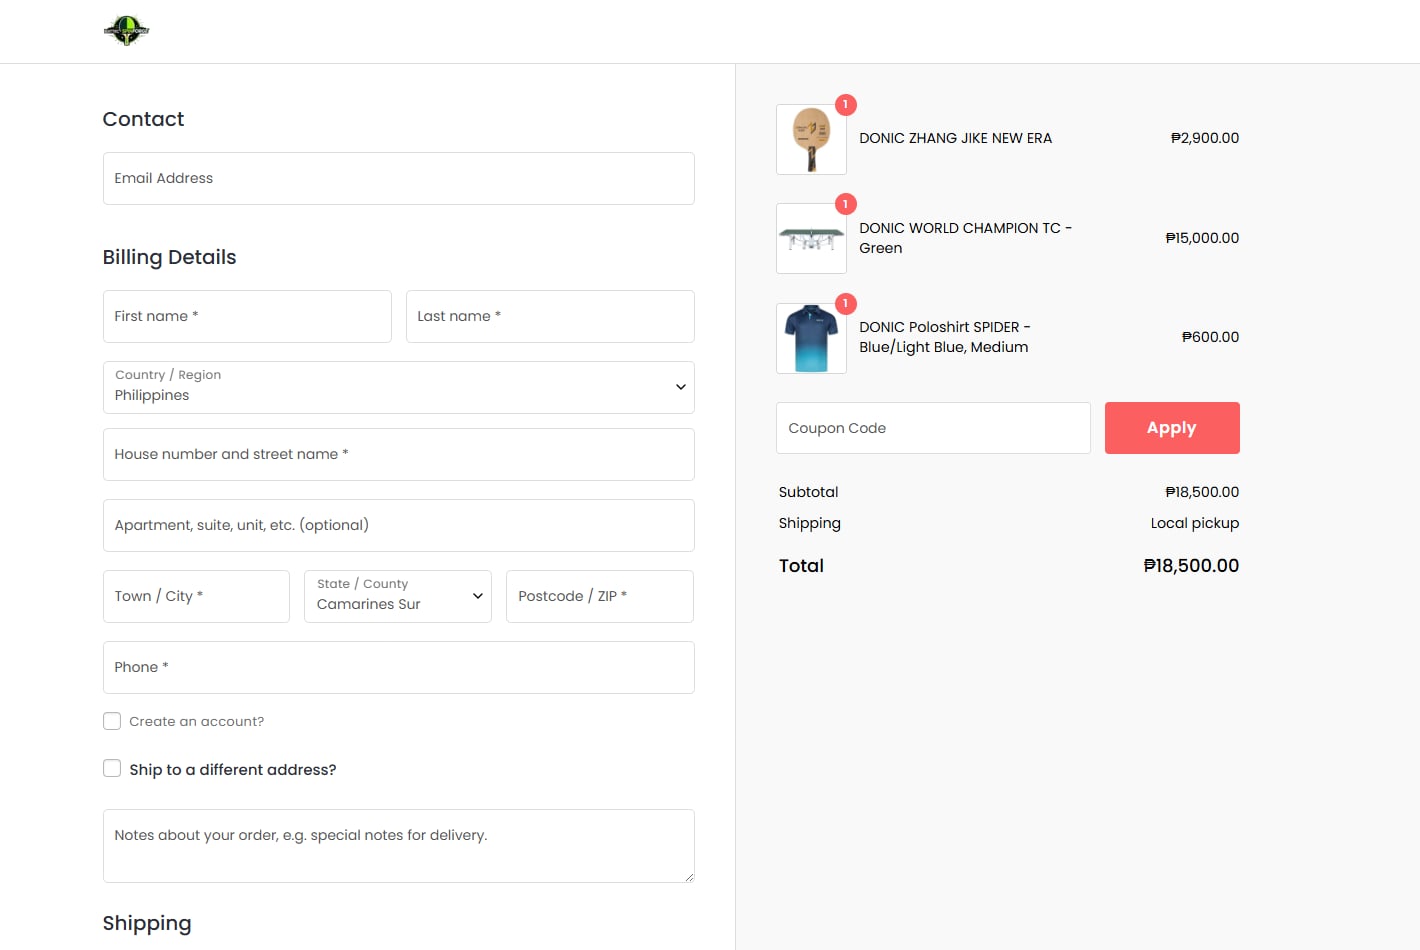 Contact
Email Address
Billing Details
First name *
Last name *
Country / Region
Philippines
House number and street name *
Apartment, suite, unit, etc. (optional)
Town / City *
State / County
Camarines Sur
Postcode / ZIP *
Phone *
Create an account?
Ship to a different address?
Notes about your order, e.g. special notes for delivery.
Shipping
1
DONIC ZHANG JIKE NEW ERA
₱2,900.00
1
DONIC WORLD CHAMPION TC -
Green
₱15,000.00
1
DONIC Poloshirt SPIDER -
Blue/Light Blue, Medium
₱600.00
Coupon Code
Apply
Subtotal
₱18,500.00
Shipping
Local pickup
Total
₱18,500.00